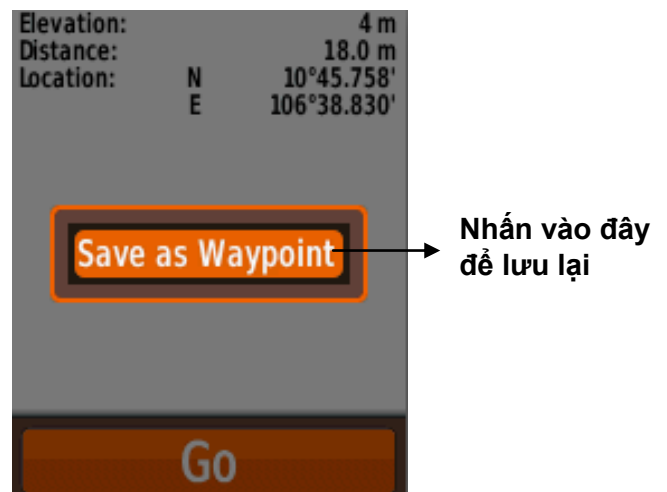 Elevation: 4 m
Distance: 18.0 m
Location: N 10°45.758'
E 106°38.830'
Save as Waypoint
Nhấn vào đây
để lưu lại
Go